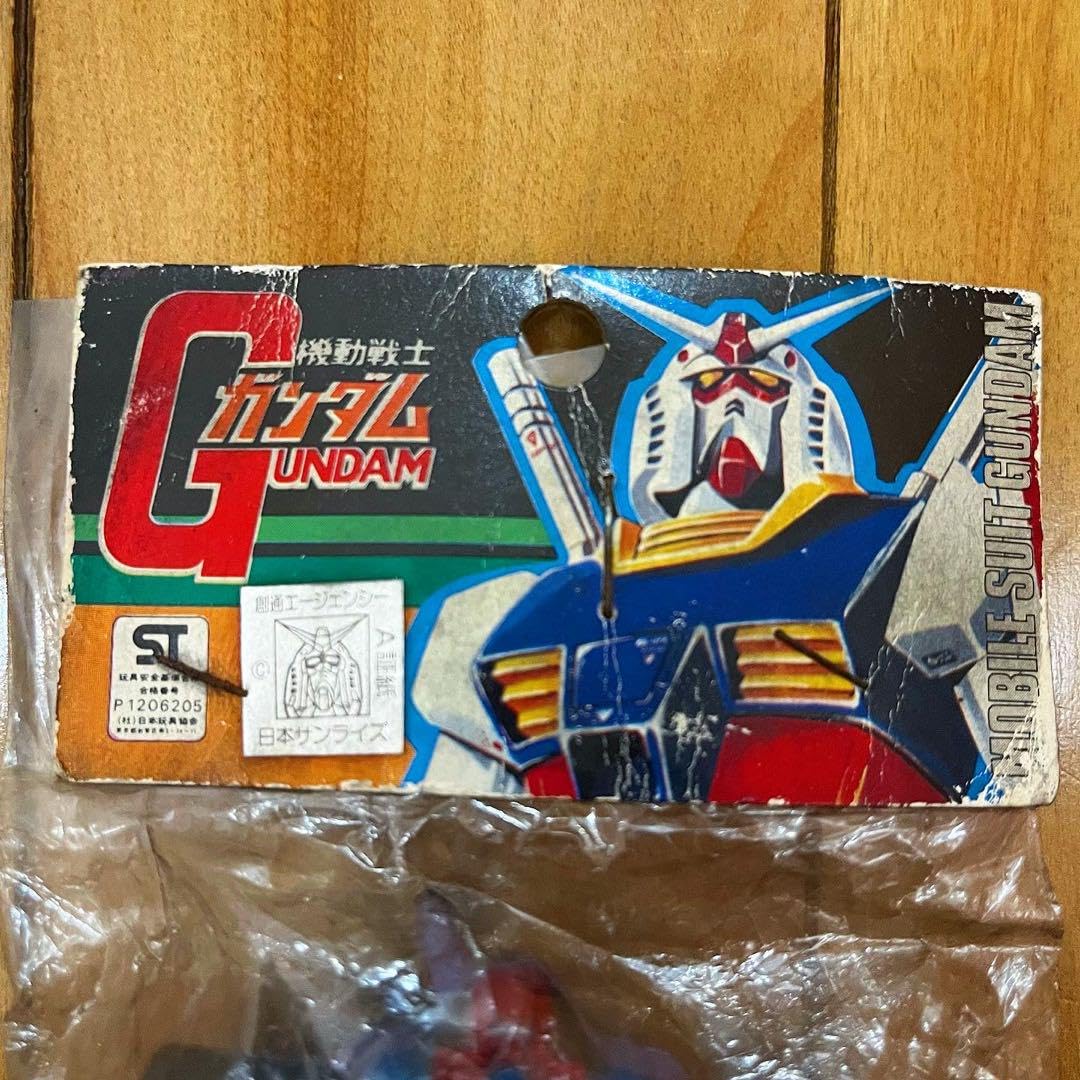 機動戦士
ガンダム
GUNDAM
MOBILE SUIT GUNDAM
ST
玩具安全基準合格
合格番号
P1206205
(社)日本玩具協会
創通エージェンシー
A証紙
©
日本サンライズ